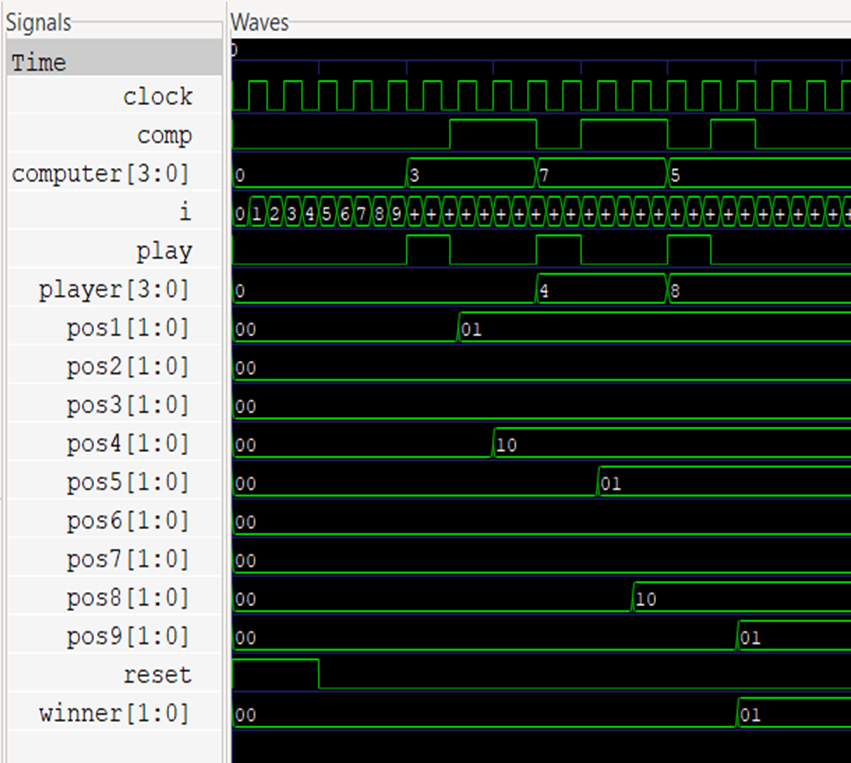 Signals Waves
Time 0
clock
comp
computer[3:0] 0 3 7 5
i 0 1 2 3 4 5 6 7 8 9 + + + + + + + + + + + + + + + + + + + + + + + + + +
play
player[3:0] 0 4 8
pos1[1:0] 00 01
pos2[1:0] 00
pos3[1:0] 00
pos4[1:0] 00 10
pos5[1:0] 00 01
pos6[1:0] 00
pos7[1:0] 00
pos8[1:0] 00 10
pos9[1:0] 00 01
reset
winner[1:0] 00 01